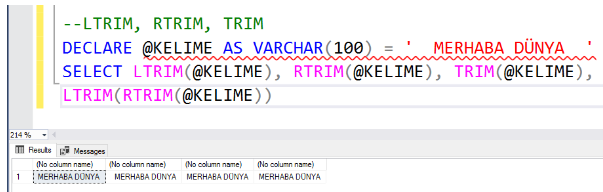 --LTRIM, RTRIM, TRIM
DECLARE @KELIME AS VARCHAR(100) = '  MERHABA DÜNYA  '
SELECT LTRIM(@KELIME), RTRIM(@KELIME), TRIM(@KELIME),
LTRIM(RTRIM(@KELIME))
214 %
Results Messages
(No column name) (No column name) (No column name) (No column name)
1 MERHABA DÜNYA MERHABA DÜNYA MERHABA DÜNYA MERHABA DÜNYA